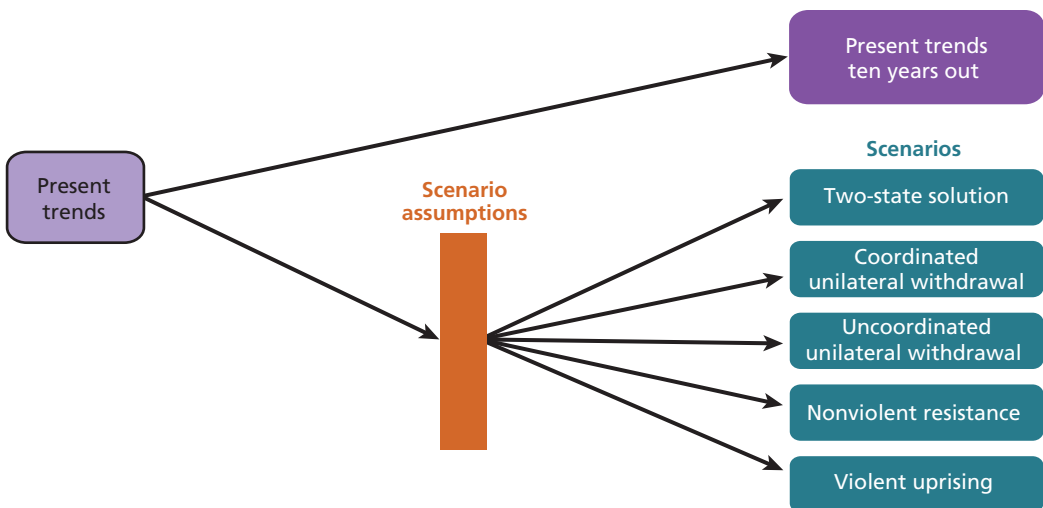 Present trends
ten years out
Present
trends
Scenario
assumptions
Scenarios
Two-state solution
Coordinated
unilateral withdrawal
Uncoordinated
unilateral withdrawal
Nonviolent resistance
Violent uprising